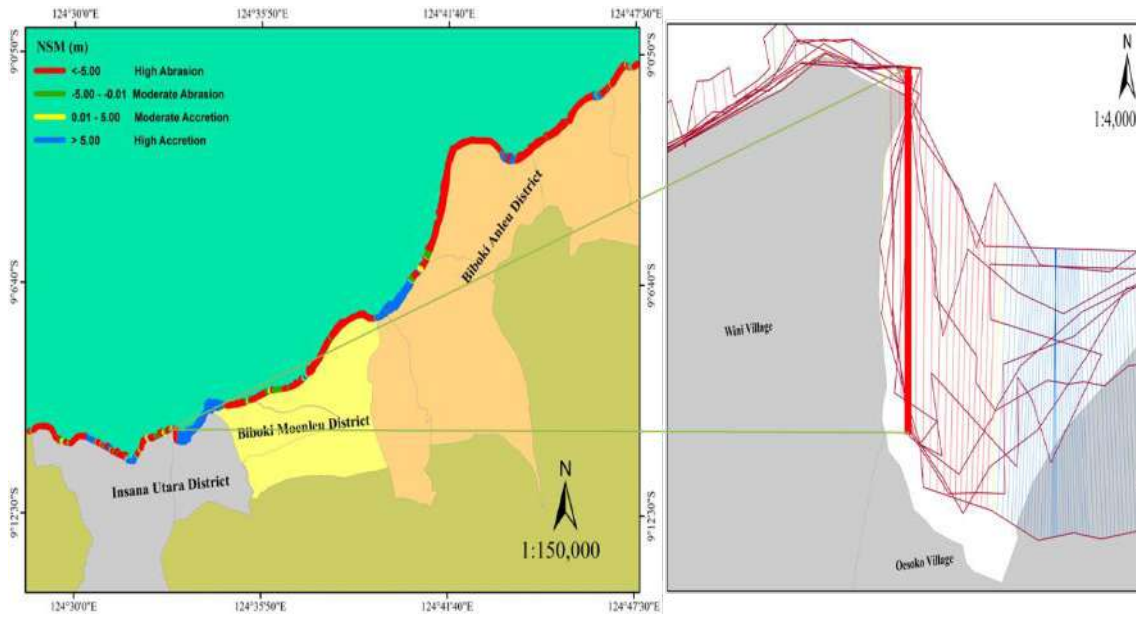 124°30'0"E 124°35'50"E 124°41'40"E 124°47'30"E
9°0'50"S 9°0'50"S
NSM (m)
<-5.00 High Abrasion
-5.00 - -0.01 Moderate Abrasion
0.01 - 5.00 Moderate Accretion
> 5.00 High Accretion
N
1:4,000
Biboki Anleu District
9°6'40"S 9°6'40"S
Wini Village
Biboki Moenleu District
Insana Utara District
N
9°12'30"S 9°12'30"S
1:150,000
Oesoko Village
124°30'0"E 124°35'50"E 124°41'40"E 124°47'30"E